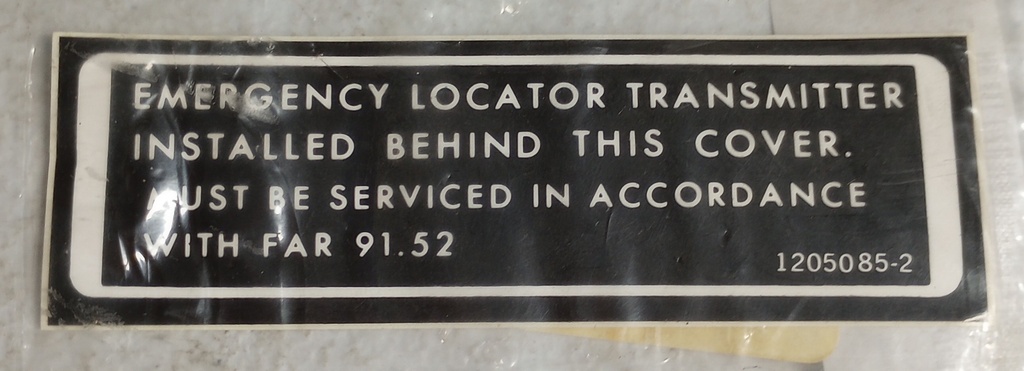 EMERGENCY LOCATOR TRANSMITTER
INSTALLED BEHIND THIS COVER.
MUST BE SERVICED IN ACCORDANCE
WITH FAR 91.52
1205085-2